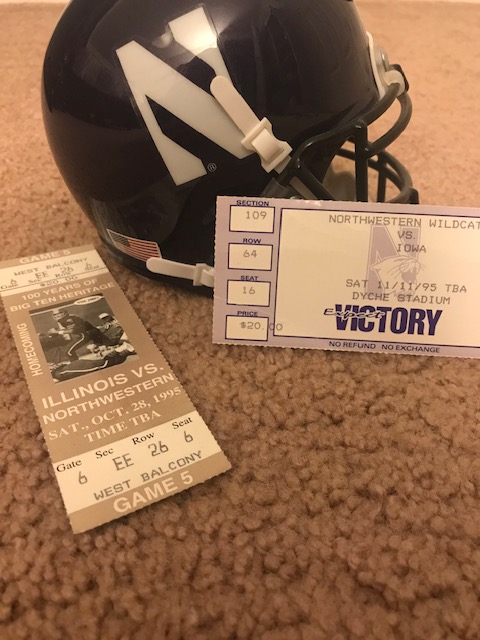 N
®
SECTION
109
ROW
64
SEAT
16
PRICE
$20.00
NORTHWESTERN WILDCAT
VS.
IOWA
SAT 11/11/95 TBA
DYCHE STADIUM
Expect
VICTORY
NO REFUND NO EXCHANGE
GAME 5
WEST BALCONY
EE 26
100 YEARS OF
BIG TEN HERITAGE
HOMECOMING
ILLINOIS VS.
NORTHWESTERN
SAT., OCT. 28, 1995
TIME TBA
Gate Sec Row Seat
6 EE 26 6
WEST BALCONY
GAME 5